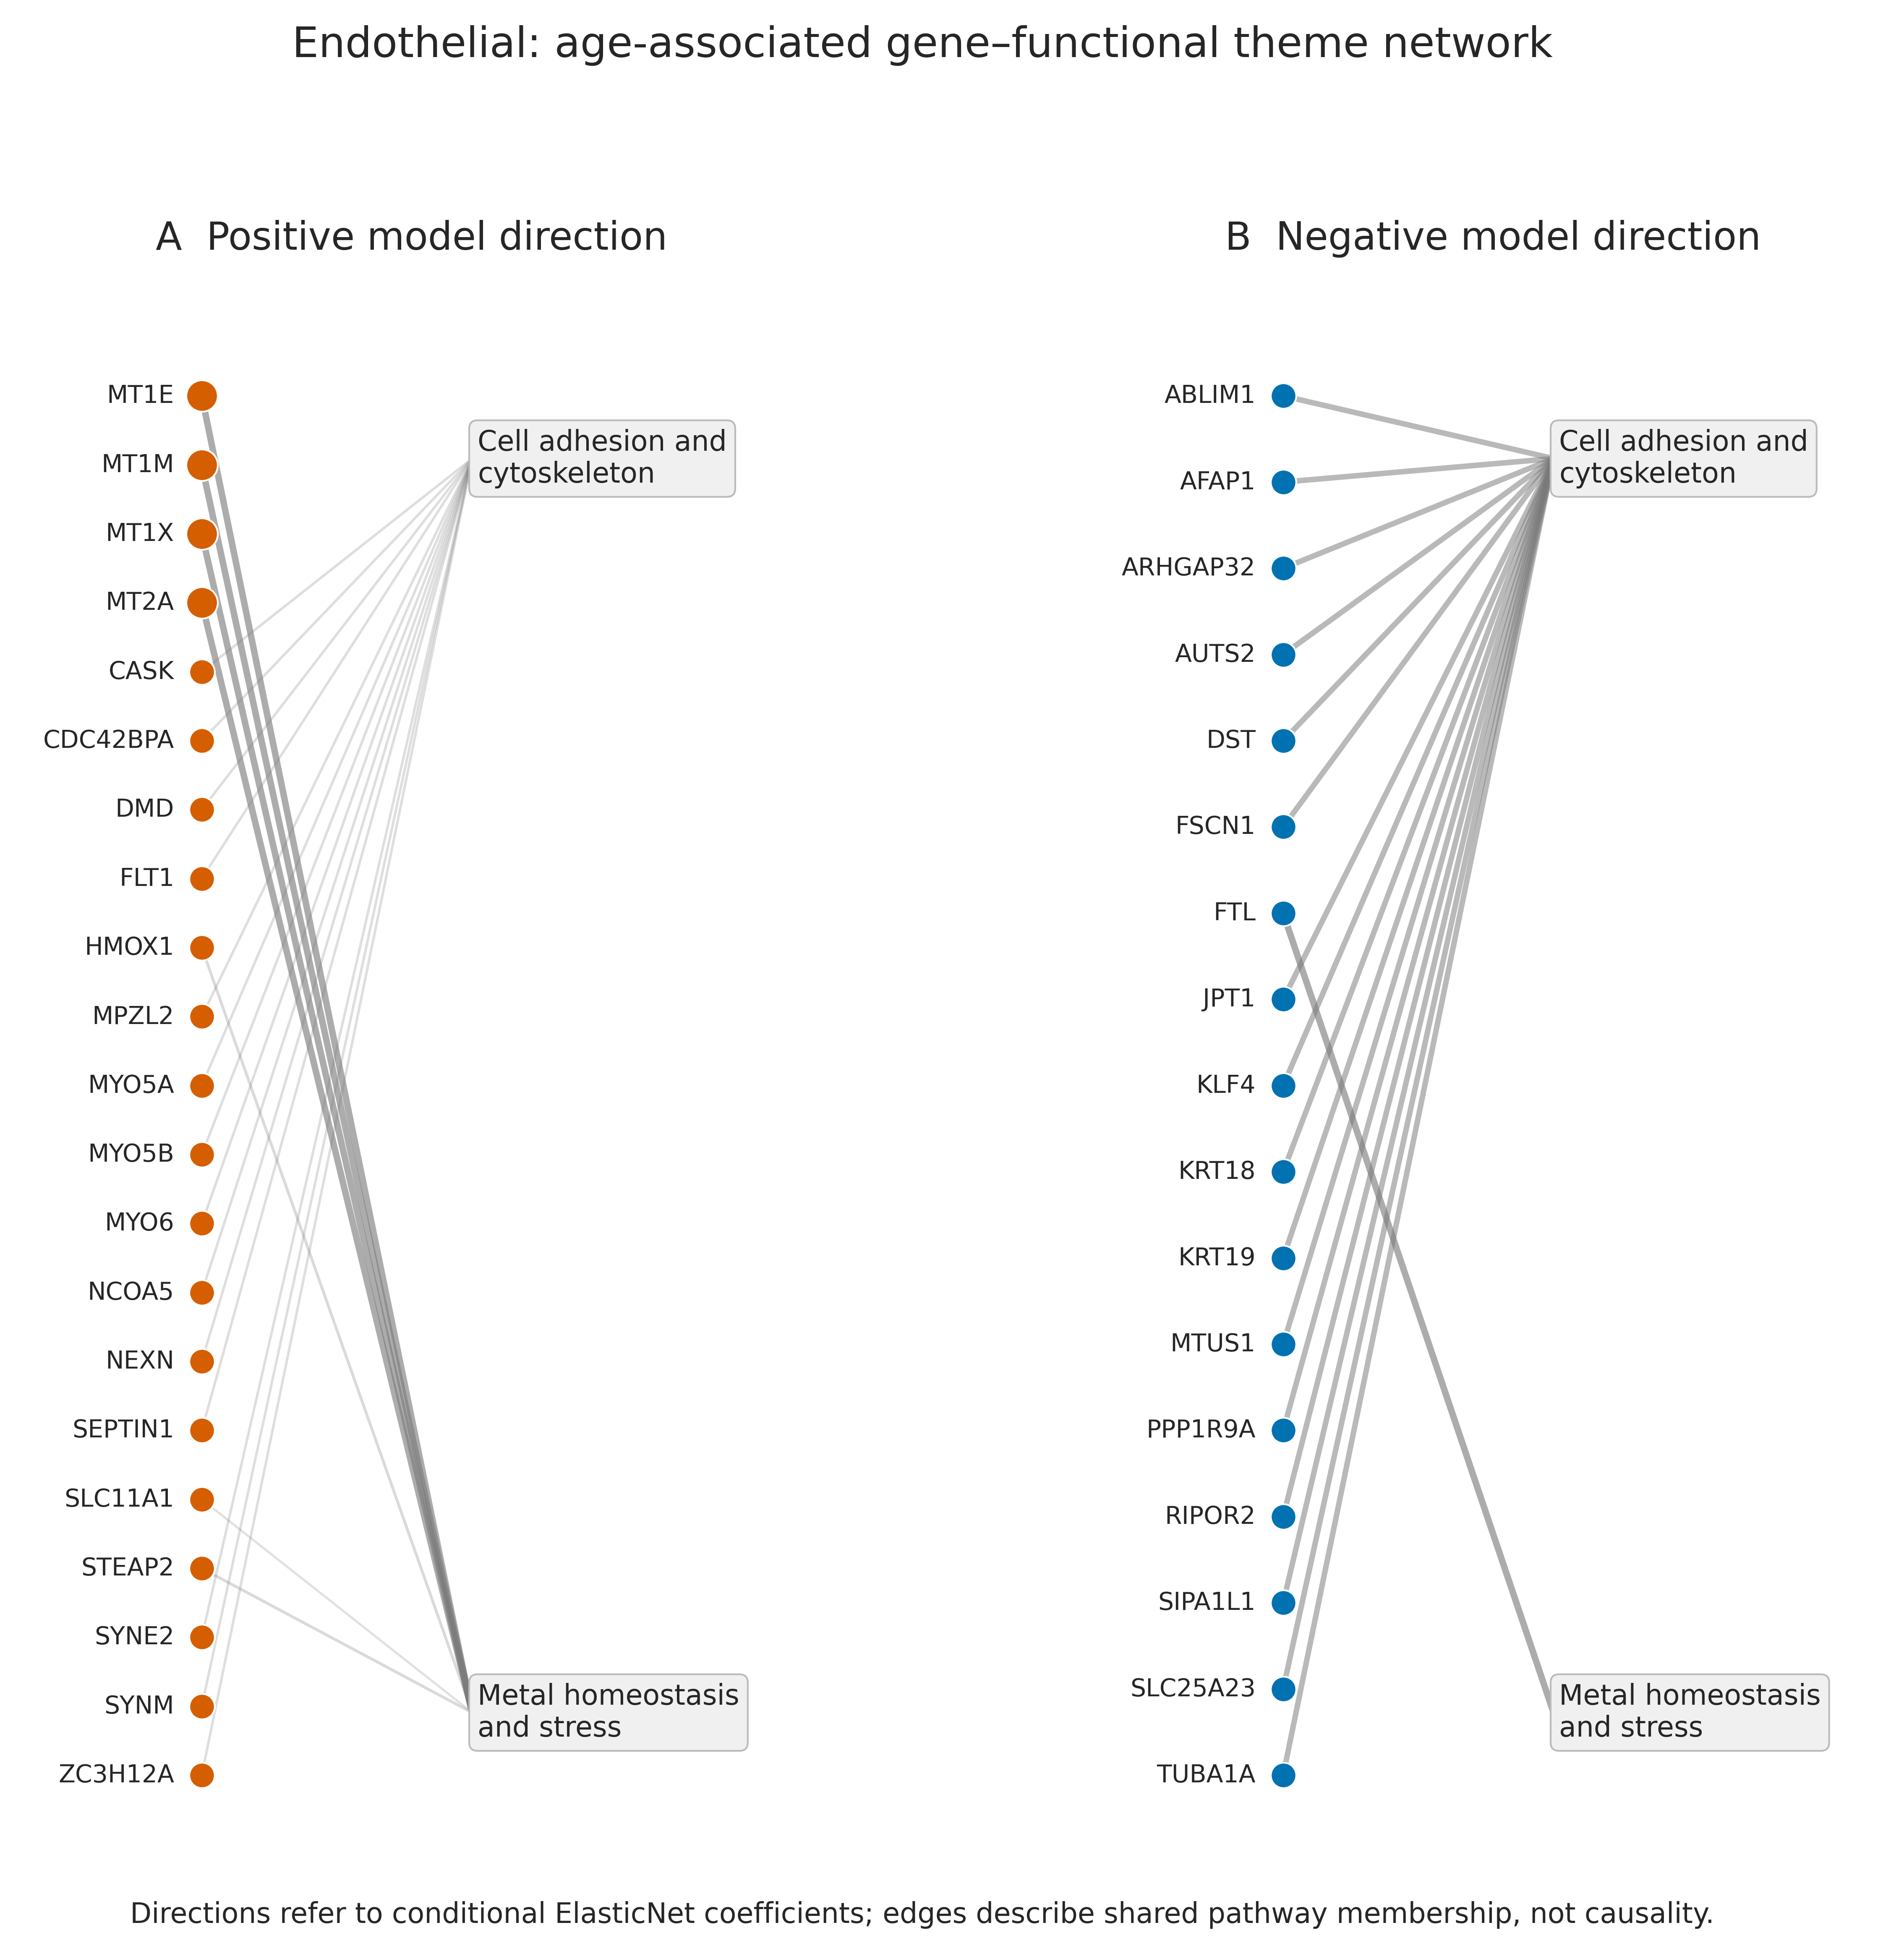 Endothelial: age-associated gene–functional theme network
A  Positive model direction
MT1E
MT1M
MT1X
MT2A
CASK
CDC42BPA
DMD
FLT1
HMOX1
MPZL2
MYO5A
MYO5B
MYO6
NCOA5
NEXN
SEPTIN1
SLC11A1
STEAP2
SYNE2
SYNM
ZC3H12A
Cell adhesion and
cytoskeleton
Metal homeostasis
and stress
B  Negative model direction
ABLIM1
AFAP1
ARHGAP32
AUTS2
DST
FSCN1
FTL
JPT1
KLF4
KRT18
KRT19
MTUS1
PPP1R9A
RIPOR2
SIPA1L1
SLC25A23
TUBA1A
Cell adhesion and
cytoskeleton
Metal homeostasis
and stress
Directions refer to conditional ElasticNet coefficients; edges describe shared pathway membership, not causality.